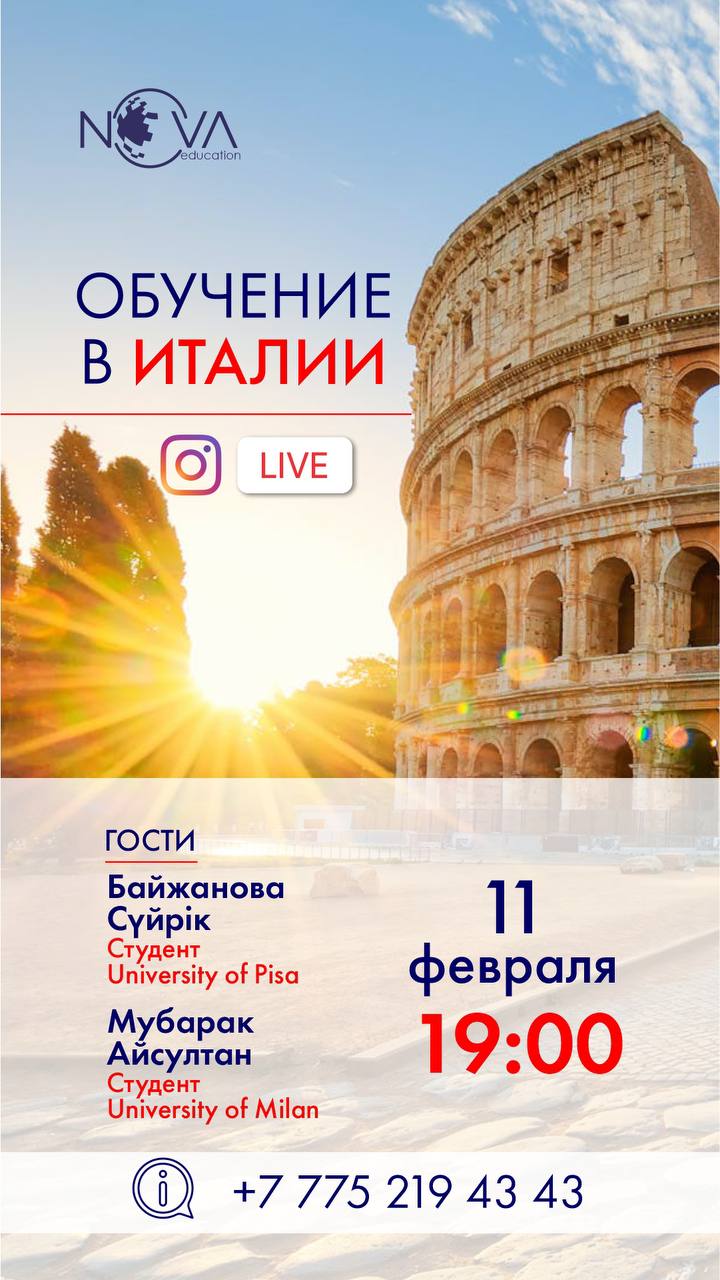 NOVA
education
ОБУЧЕНИЕ
В ИТАЛИИ
LIVE
ГОСТИ
Байжанова
Сүйрік
Студент
University of Pisa
Мубарак
Айсултан
Студент
University of Milan
11
февраля
19:00
+7 775 219 43 43